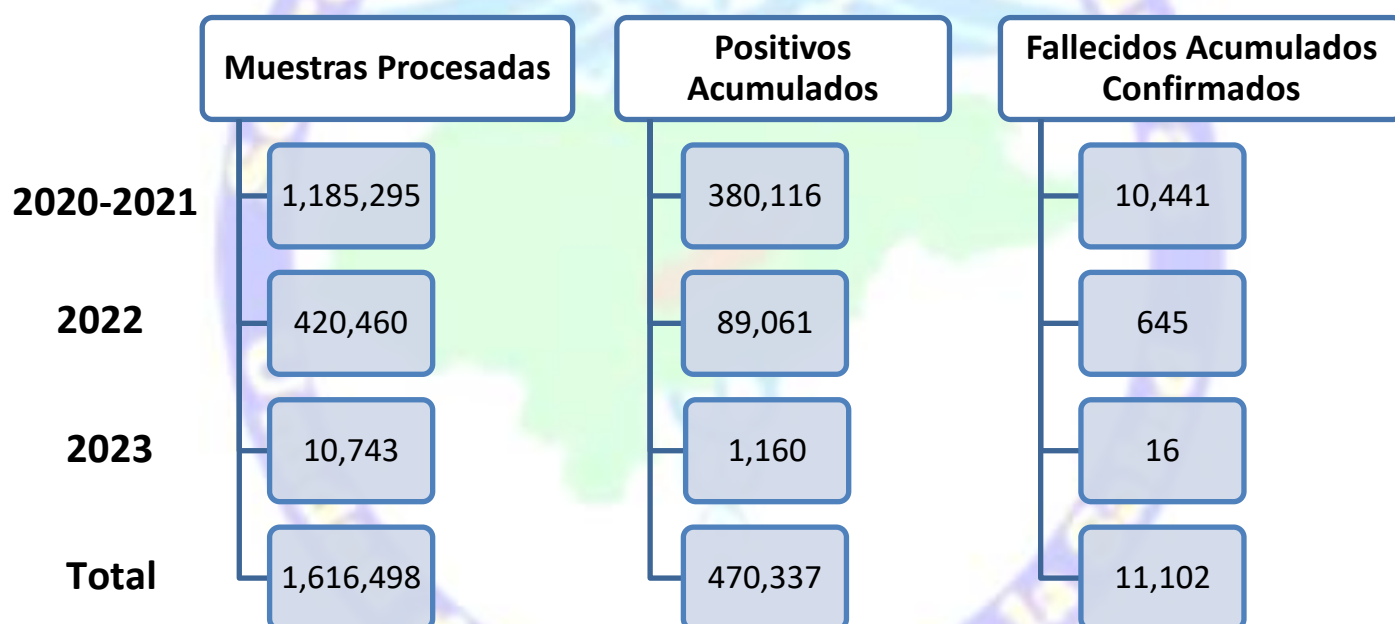 Muestras Procesadas
Positivos
Acumulados
Fallecidos Acumulados
Confirmados
2020-2021
1,185,295
380,116
10,441
2022
420,460
89,061
645
2023
10,743
1,160
16
Total
1,616,498
470,337
11,102